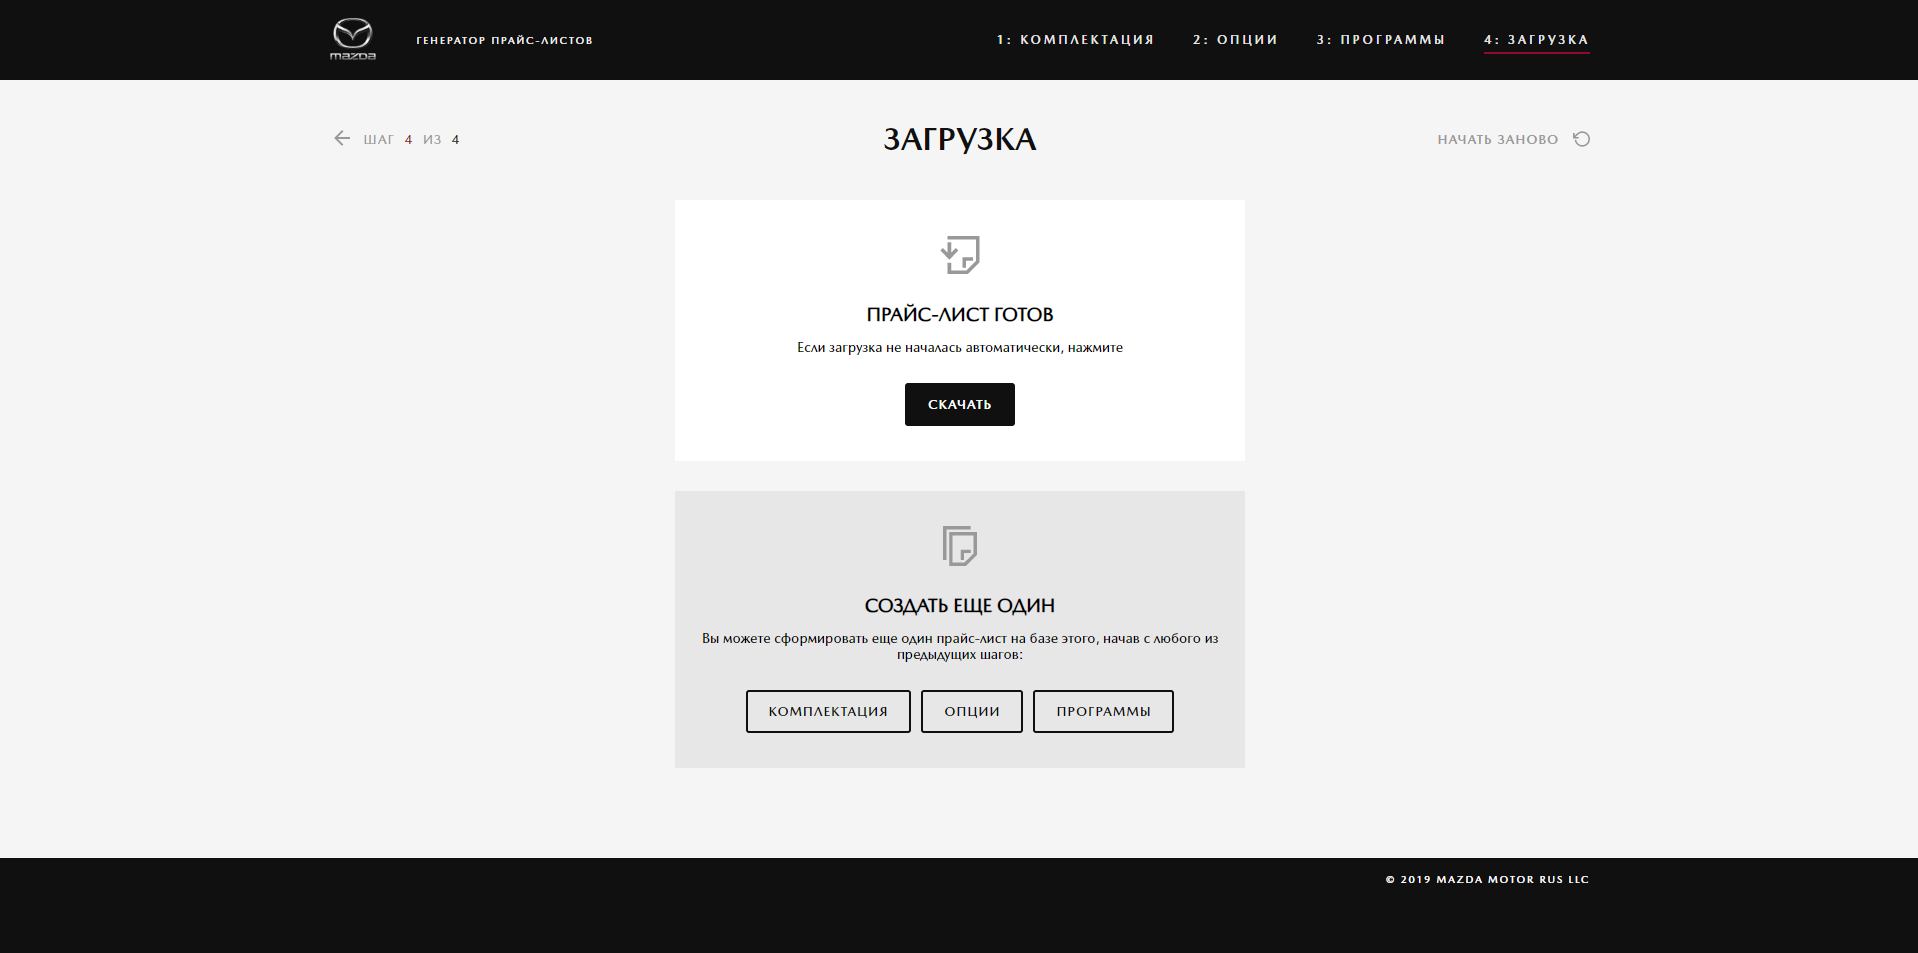 mazda
ГЕНЕРАТОР ПРАЙС-ЛИСТОВ
1: КОМПЛЕКТАЦИЯ
2: ОПЦИИ
3: ПРОГРАММЫ
4: ЗАГРУЗКА
ШАГ 4 ИЗ 4
ЗАГРУЗКА
НАЧАТЬ ЗАНОВО
ПРАЙС-ЛИСТ ГОТОВ
Если загрузка не началась автоматически, нажмите
СКАЧАТЬ
СОЗДАТЬ ЕЩЕ ОДИН
Вы можете сформировать еще один прайс-лист на базе этого, начав с любого из
предыдущих шагов:
КОМПЛЕКТАЦИЯ
ОПЦИИ
ПРОГРАММЫ
© 2019 MAZDA MOTOR RUS LLC